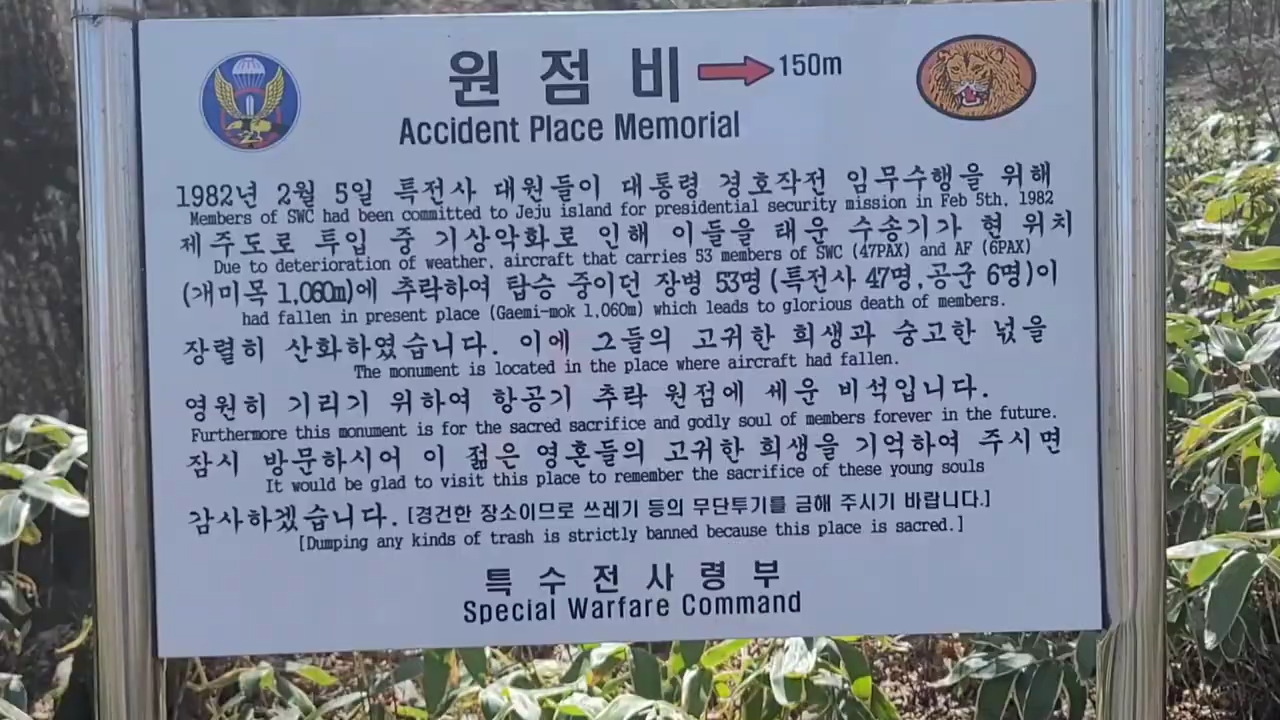 원점비 → 150m
Accident Place Memorial
1982년 2월 5일 특전사 대원들이 대통령 경호작전 임무수행을 위해
Members of SWC had been committed to Jeju island for presidential security mission in Feb 5th, 1982
제주도로 투입 중 기상악화로 인해 이들을 태운 수송기가 현 위치
Due to deterioration of weather, aircraft that carries 53 members of SWC (47PAX) and AF (6PAX)
(개미목 1,060m)에 추락하여 탑승 중이던 장병 53명 (특전사 47명, 공군 6명)이
had fallen in present place (Gaemi-mok 1,060m) which leads to glorious death of members.
장렬히 산화하였습니다. 이에 그들의 고귀한 희생과 숭고한 넋을
The monument is located in the place where aircraft had fallen.
영원히 기리기 위하여 항공기 추락 원점에 세운 비석입니다.
Furthermore this monument is for the sacred sacrifice and godly soul of members forever in the future.
잠시 방문하시어 이 젊은 영혼들의 고귀한 희생을 기억하여 주시면
It would be glad to visit this place to remember the sacrifice of these young souls
감사하겠습니다. [경건한 장소이므로 쓰레기 등의 무단투기를 금해 주시기 바랍니다.]
[Dumping any kinds of trash is strictly banned because this place is sacred.]
특수전사령부
Special Warfare Command